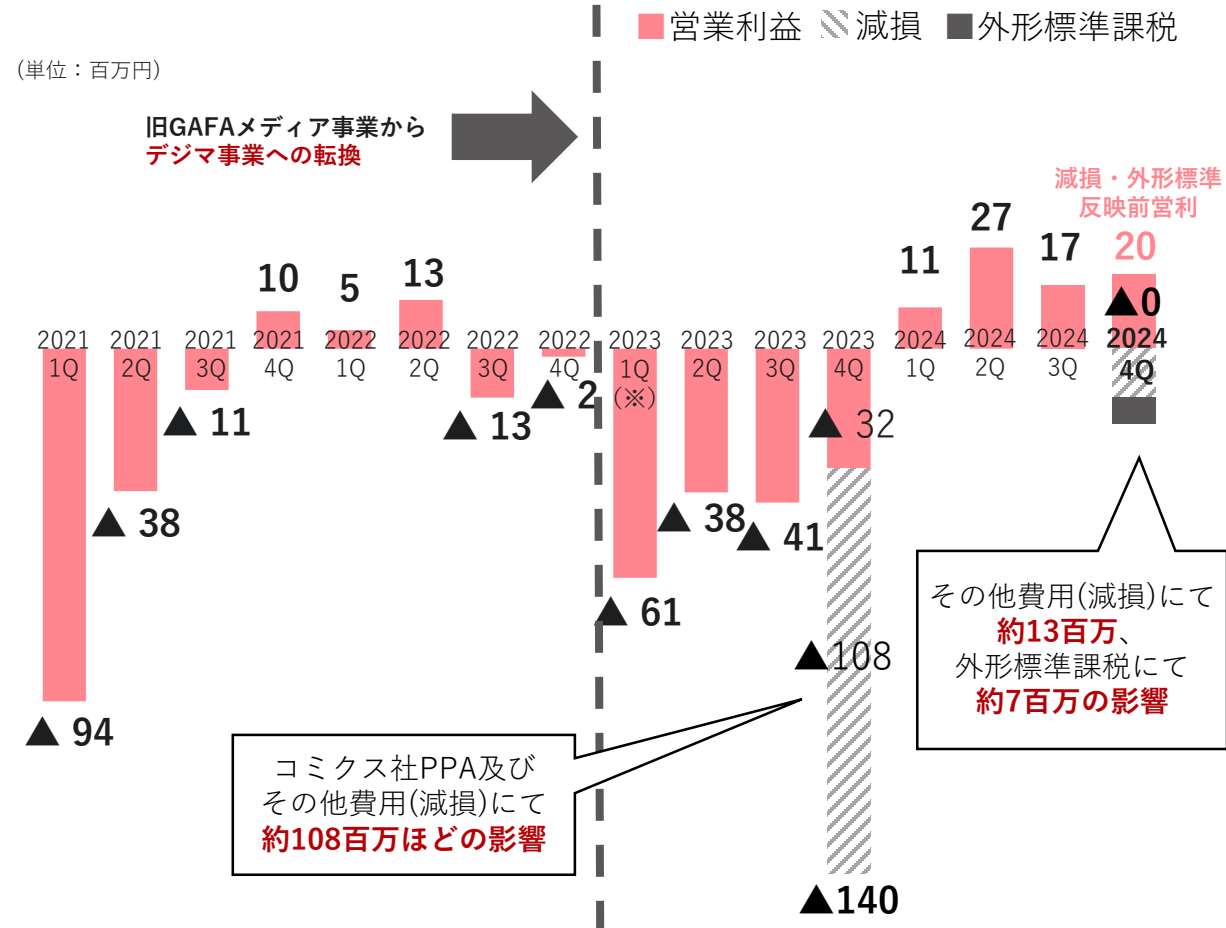 営業利益 減損 外形標準課税
(単位：百万円)
旧GAFAメディア事業から
デジマ事業への転換
減損・外形標準
反映前営利
20
27
17
11
▲0
10
5
13
2021
1Q
2021
2Q
2021
3Q
2021
4Q
2022
1Q
2022
2Q
2022
3Q
2022
4Q
2023
1Q
(※)
2023
2Q
2023
3Q
2023
4Q
2024
1Q
2024
2Q
2024
3Q
2024
4Q
▲ 94
▲ 38
▲ 11
▲ 13
▲ 2
▲ 61
▲ 38
▲ 41
▲ 32
▲108
▲140
コミクス社PPA及び
その他費用(減損)にて
約108百万ほどの影響
その他費用(減損)にて
約13百万、
外形標準課税にて
約7百万の影響